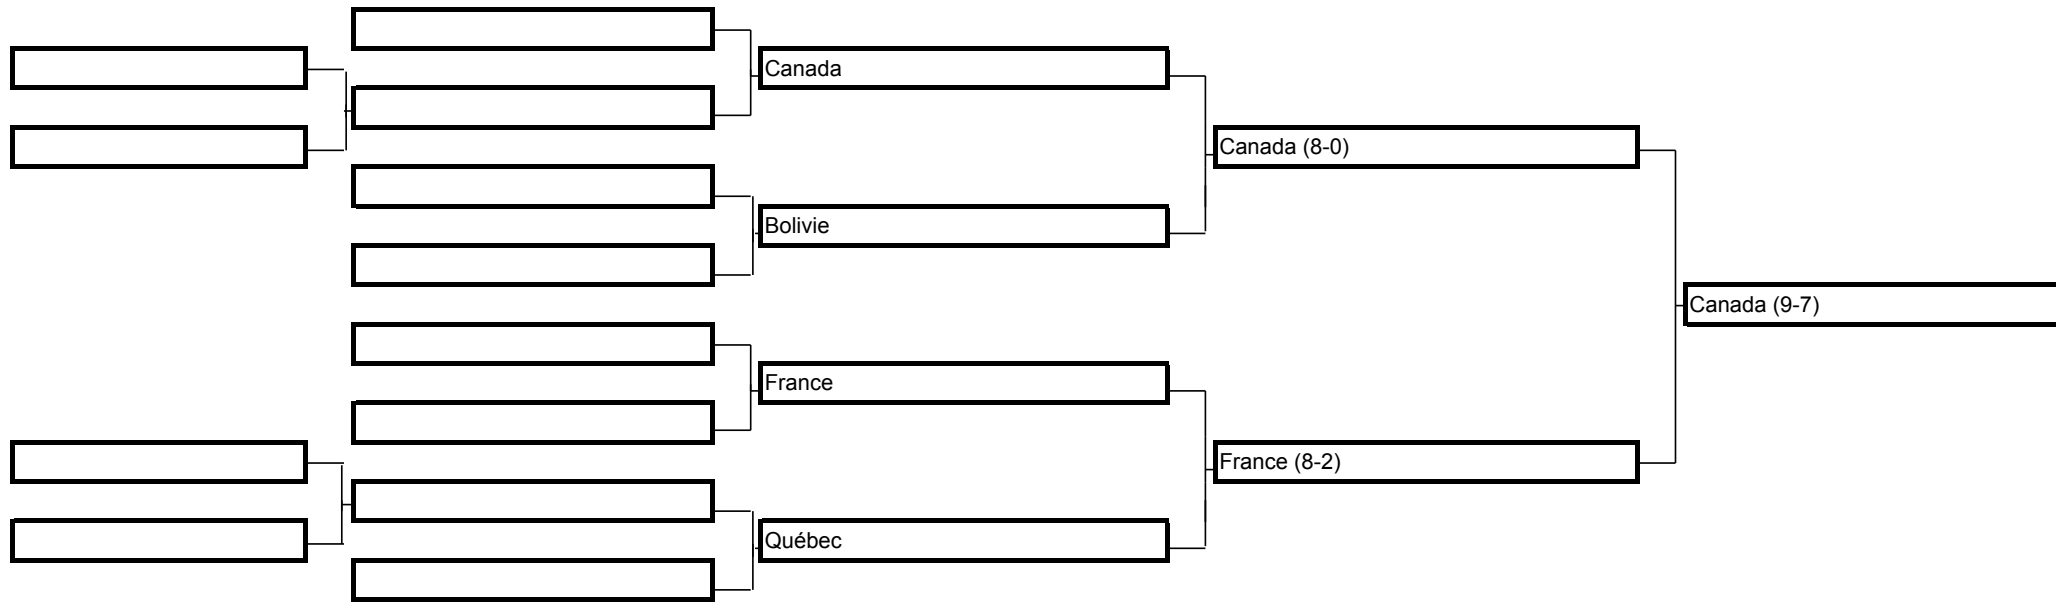 Canada
Bolivie
France
Québec
Canada (8-0)
France (8-2)
Canada (9-7)